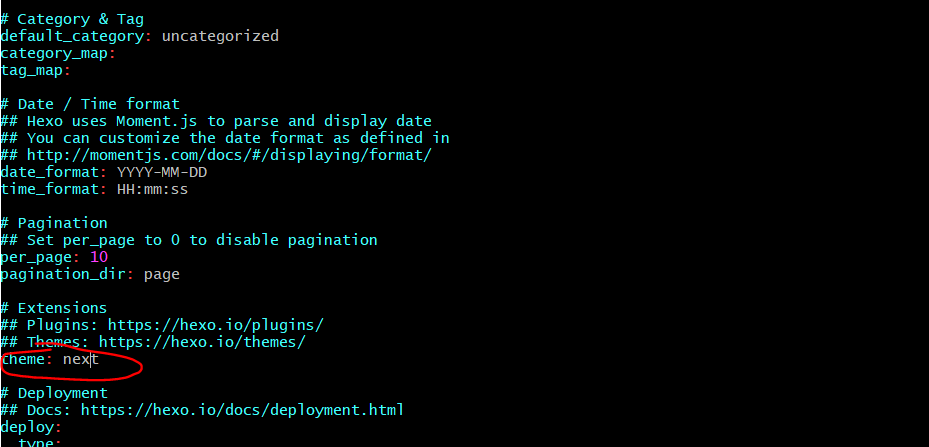 # Category & Tag
default_category: uncategorized
category_map:
tag_map:
# Date / Time format
## Hexo uses Moment.js to parse and display date
## You can customize the date format as defined in
## http://momentjs.com/docs/#/displaying/format/
date_format: YYYY-MM-DD
time_format: HH:mm:ss
# Pagination
## Set per_page to 0 to disable pagination
per_page: 10
pagination_dir: page
# Extensions
## Plugins: https://hexo.io/plugins/
## Themes: https://hexo.io/themes/
theme: next
# Deployment
## Docs: https://hexo.io/docs/deployment.html
deploy:
  type: